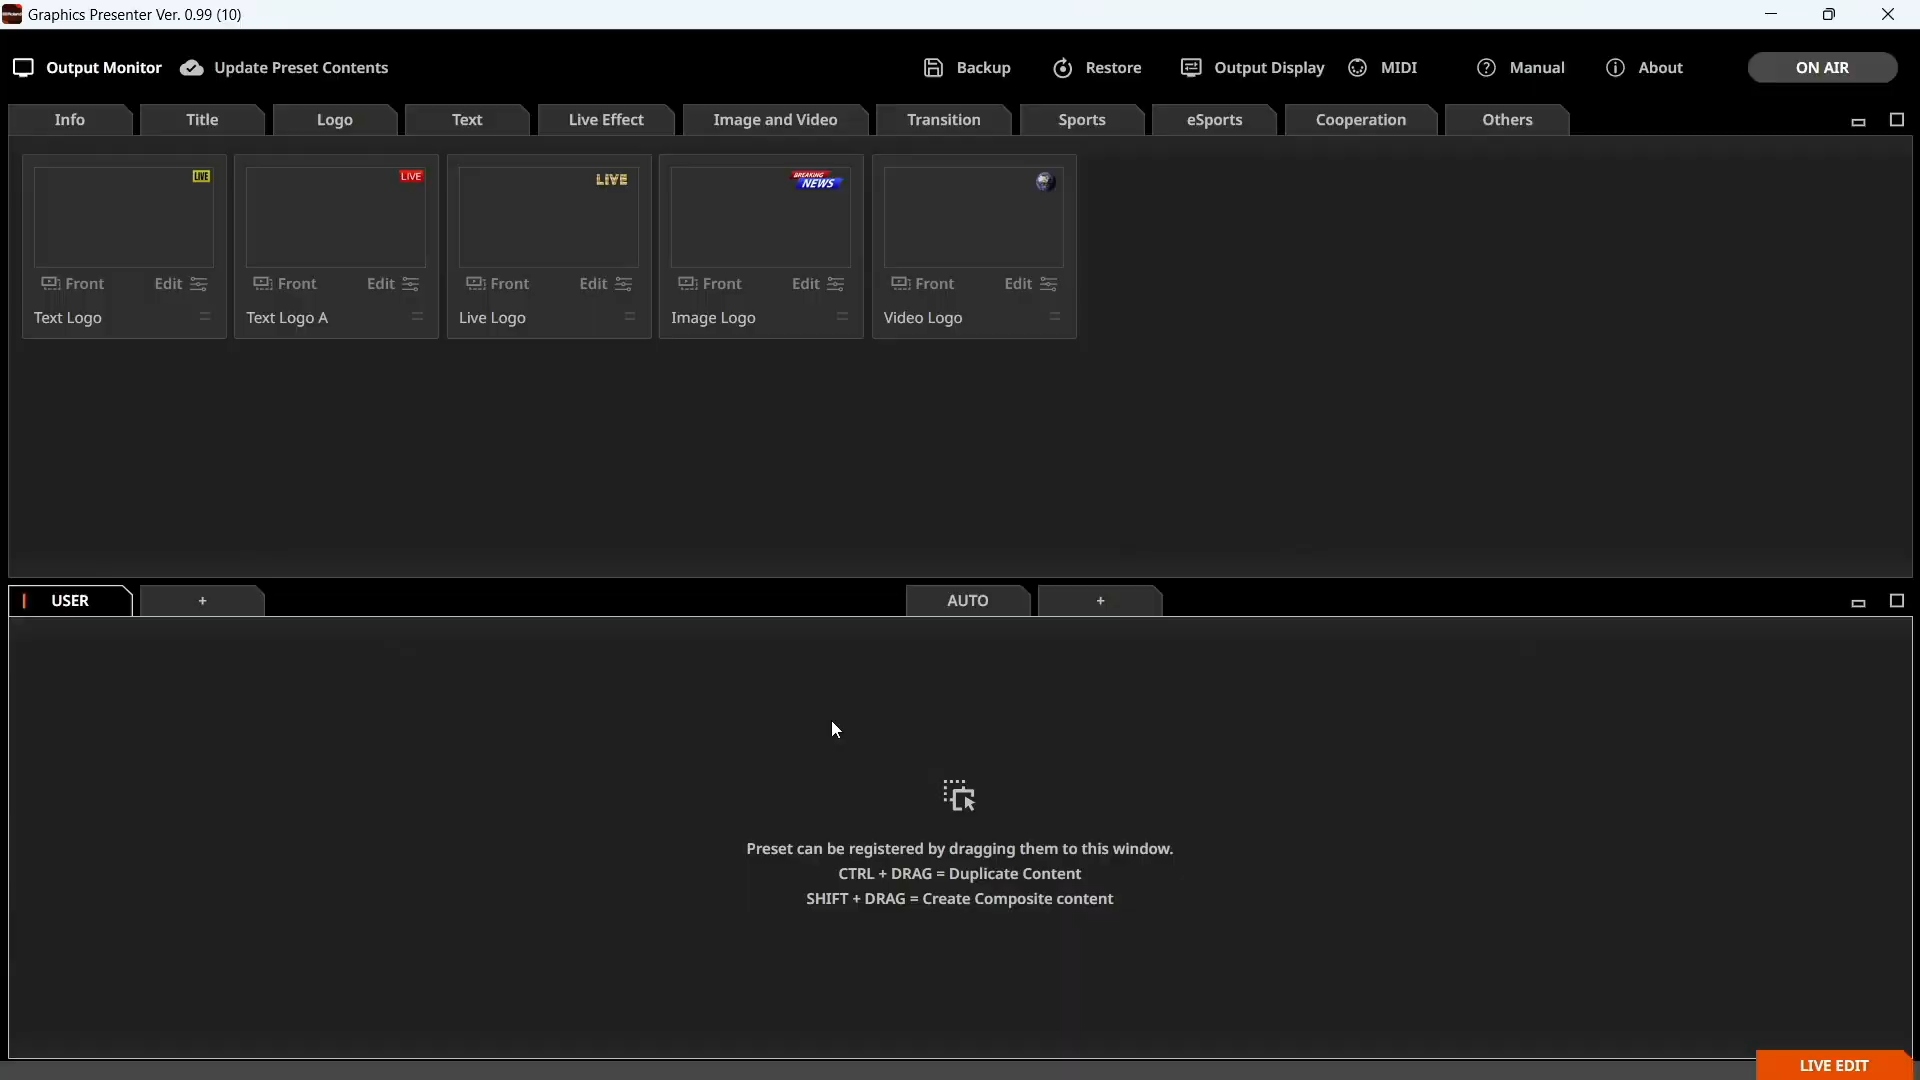 Graphics Presenter Ver. 0.99 (10)
Output Monitor Update Preset Contents Backup Restore Output Display MIDI Manual About ON AIR
Info Title Logo Text Live Effect Image and Video Transition Sports eSports Cooperation Others
LIVE LIVE LIVE BREAKING NEWS
Front Edit Front Edit Front Edit Front Edit Front Edit
Text Logo Text Logo A Live Logo Image Logo Video Logo
USER + AUTO +
Preset can be registered by dragging them to this window.
CTRL + DRAG = Duplicate Content
SHIFT + DRAG = Create Composite content
LIVE EDIT